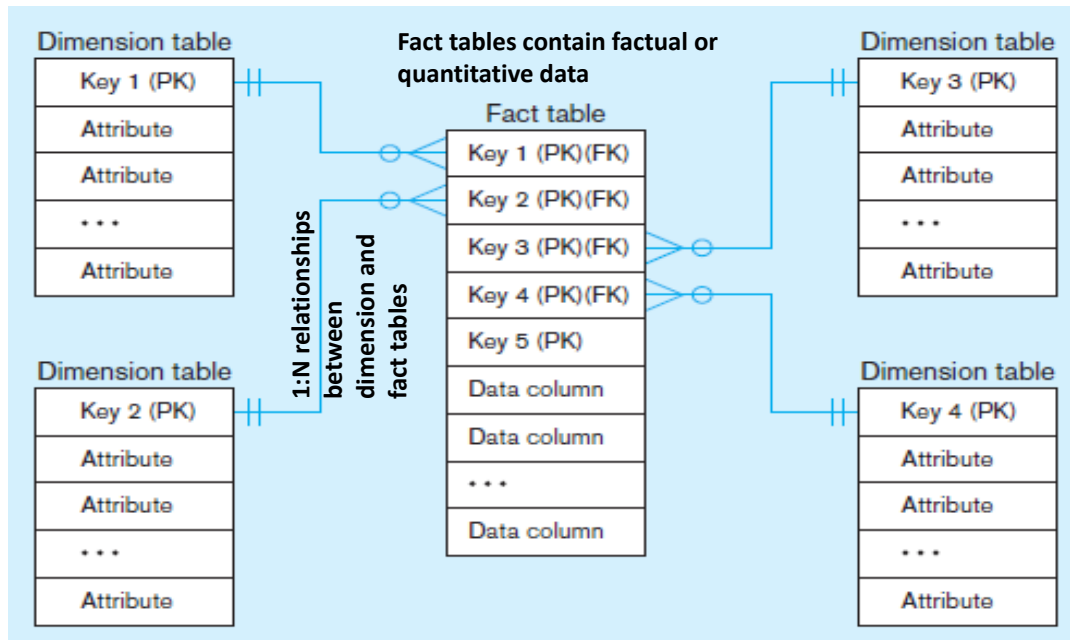 Dimension table
Key 1 (PK)
Attribute
Attribute
• • •
Attribute
Dimension table
Key 2 (PK)
Attribute
Attribute
• • •
Attribute
Fact tables contain factual or
quantitative data
1:N relationships
between
dimension and
fact tables
Fact table
Key 1 (PK)(FK)
Key 2 (PK)(FK)
Key 3 (PK)(FK)
Key 4 (PK)(FK)
Key 5 (PK)
Data column
Data column
• • •
Data column
Dimension table
Key 3 (PK)
Attribute
Attribute
• • •
Attribute
Dimension table
Key 4 (PK)
Attribute
Attribute
• • •
Attribute